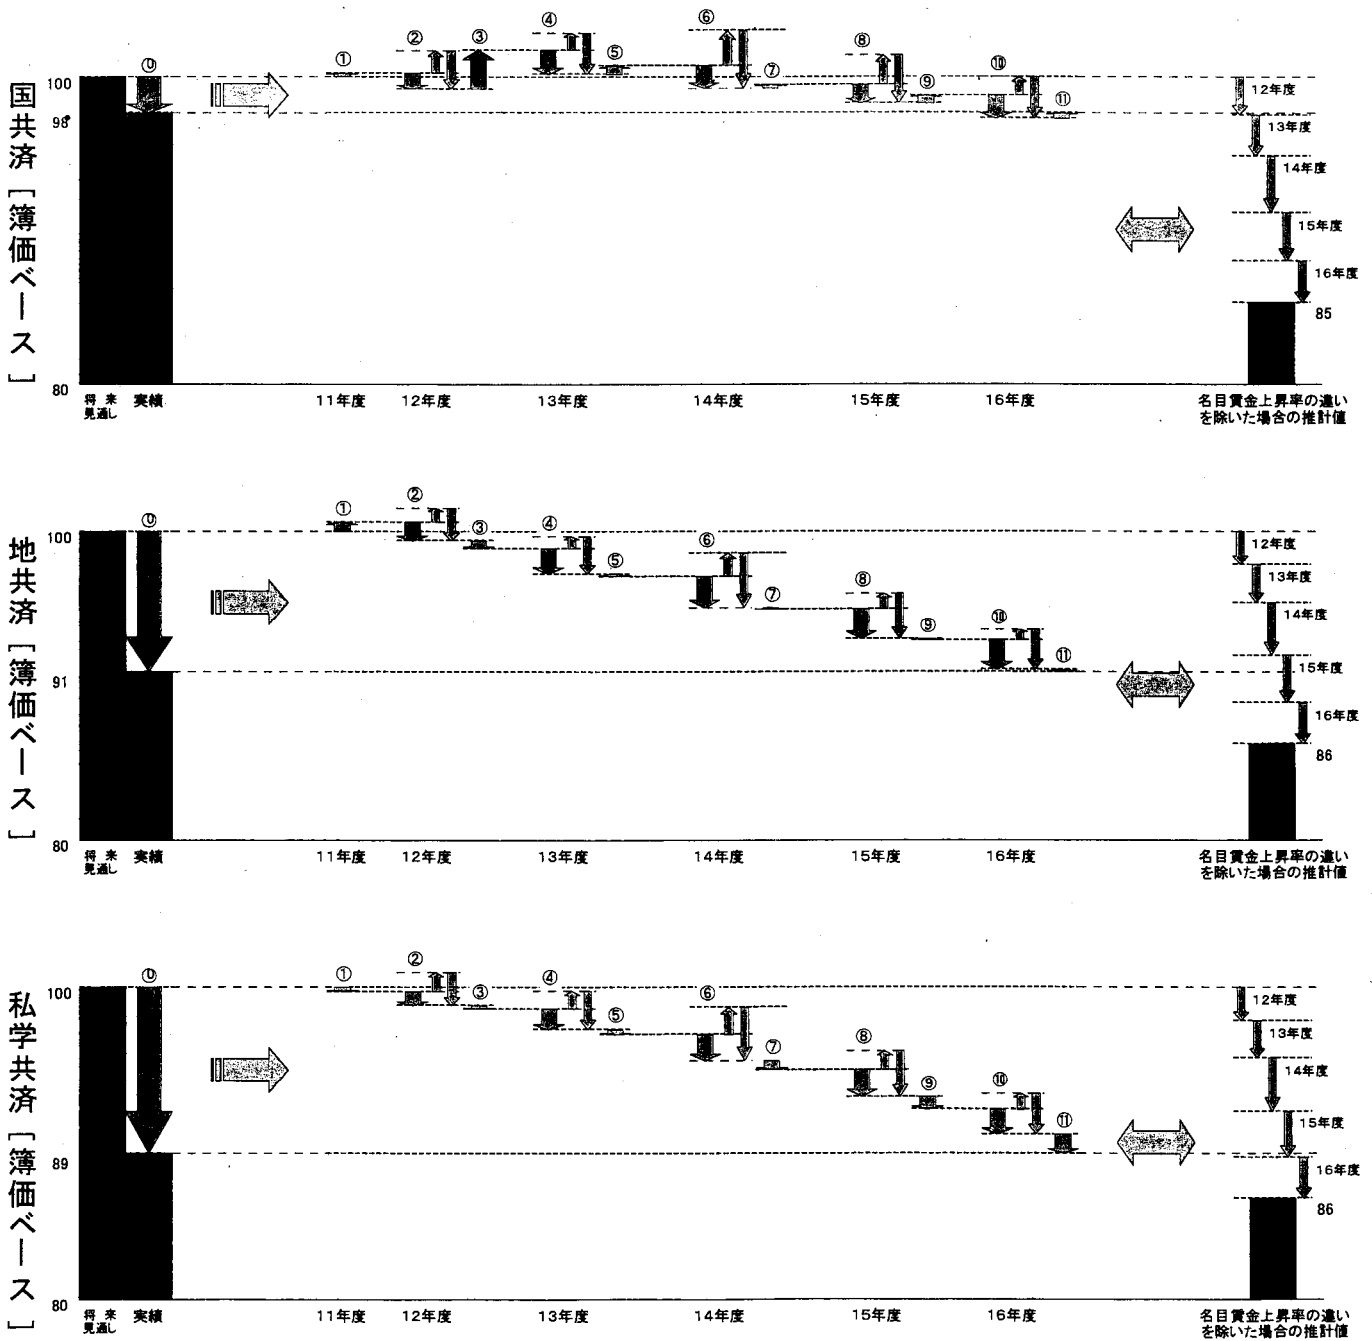 国共済［簿価ベース］
⓪
①
②
③
④
⑤
⑥
⑦
⑧
⑨
⑩
⑪
100
98
80
12年度
13年度
14年度
15年度
16年度
85
将来
見通し
実績
11年度
12年度
13年度
14年度
15年度
16年度
名目賃金上昇率の違い
を除いた場合の推計値
地共済［簿価ベース］
⓪
①
②
③
④
⑤
⑥
⑦
⑧
⑨
⑩
⑪
100
91
80
12年度
13年度
14年度
15年度
16年度
86
将来
見通し
実績
11年度
12年度
13年度
14年度
15年度
16年度
名目賃金上昇率の違い
を除いた場合の推計値
私学共済［簿価ベース］
⓪
①
②
③
④
⑤
⑥
⑦
⑧
⑨
⑩
⑪
100
89
80
12年度
13年度
14年度
15年度
16年度
86
将来
見通し
実績
11年度
12年度
13年度
14年度
15年度
16年度
名目賃金上昇率の違い
を除いた場合の推計値